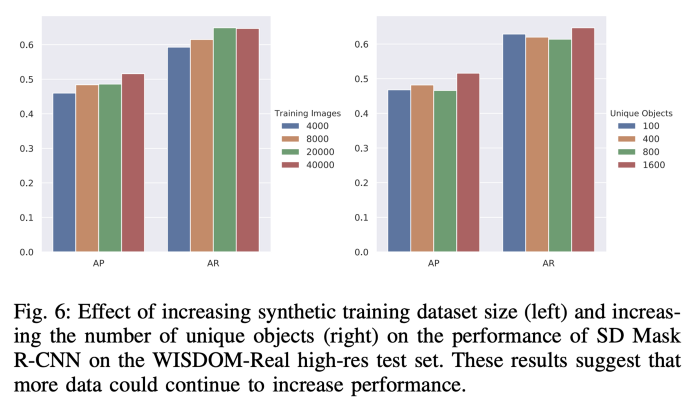 0.6
0.5
0.4
0.3
0.2
0.1
0.0
AP
AR
Training Images
4000
8000
20000
40000
0.6
0.5
0.4
0.3
0.2
0.1
0.0
AP
AR
Unique Objects
100
400
800
1600
Fig. 6: Effect of increasing synthetic training dataset size (left) and increas-
ing the number of unique objects (right) on the performance of SD Mask
R-CNN on the WISDOM-Real high-res test set. These results suggest that
more data could continue to increase performance.